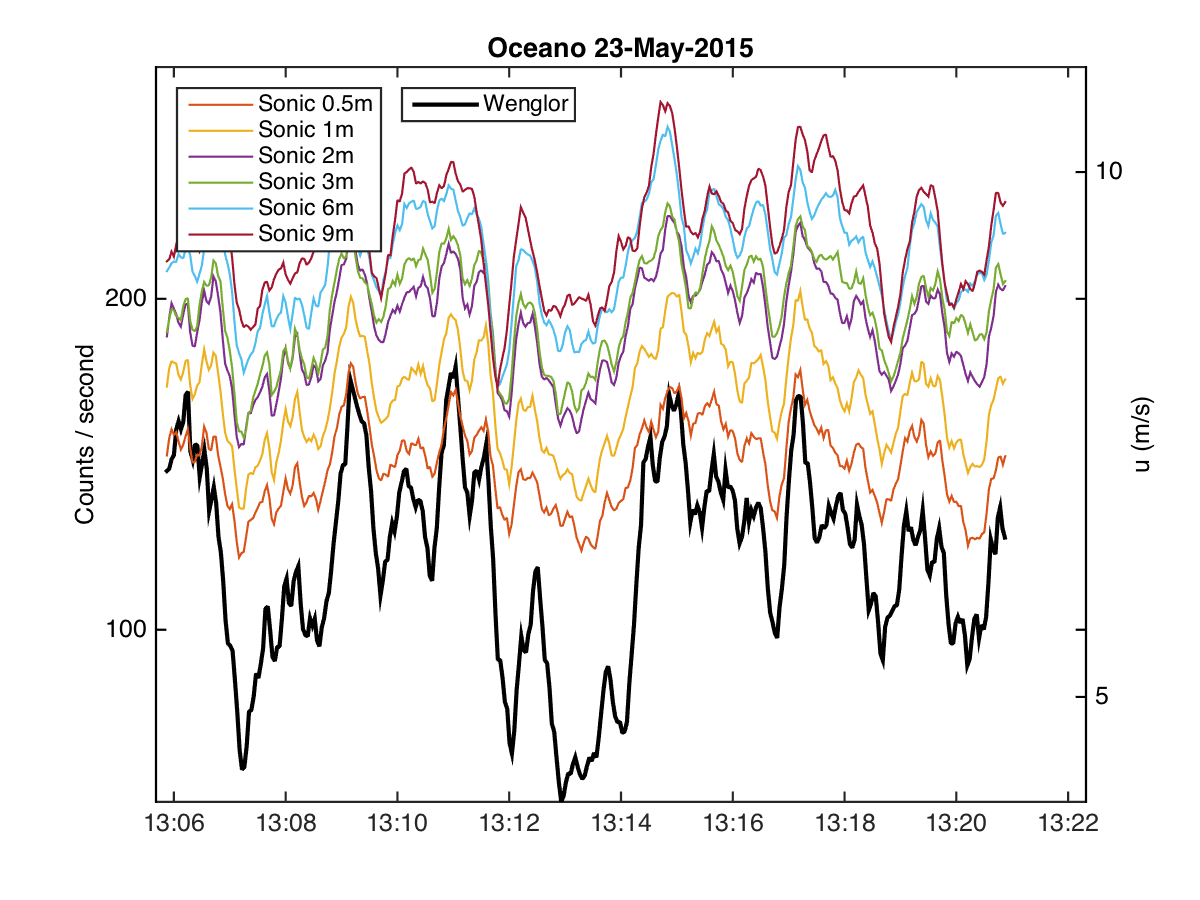 Oceano 23-May-2015
Sonic 0.5m
Sonic 1m
Sonic 2m
Sonic 3m
Sonic 6m
Sonic 9m
Wenglor
200
100
Counts / second
10
5
u (m/s)
13:06 13:08 13:10 13:12 13:14 13:16 13:18 13:20 13:22